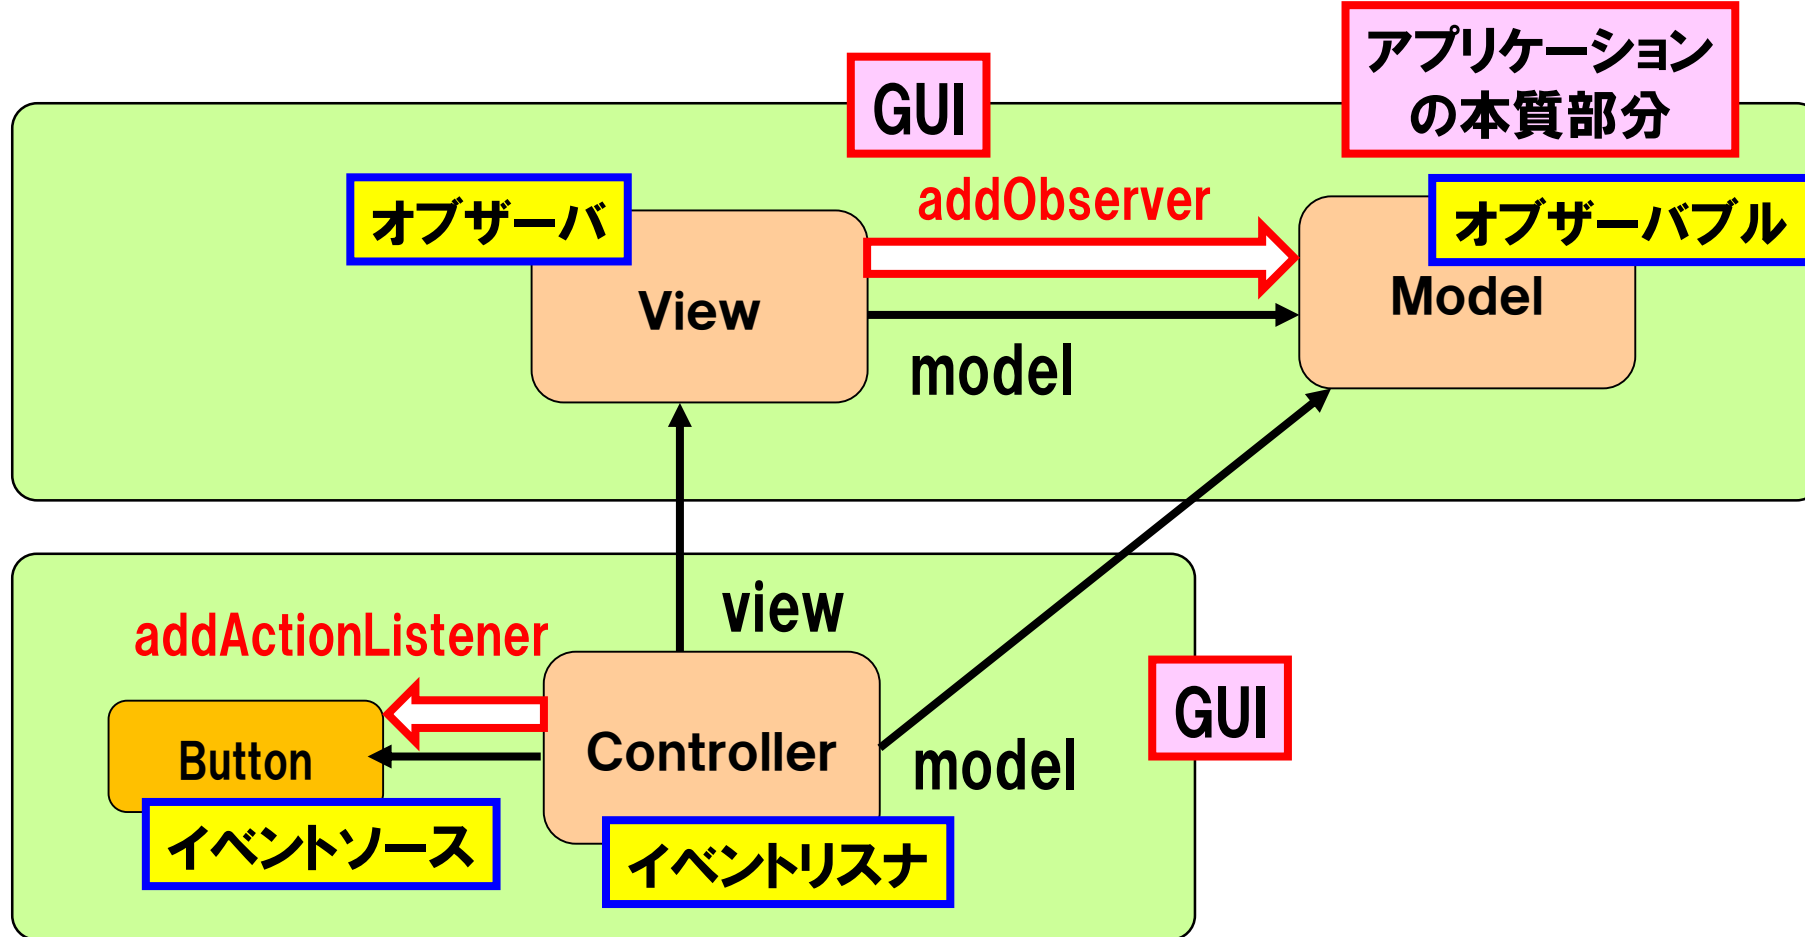 アプリケーション
の本質部分
GUI
addObserver
オブザーバ
オブザーバブル
View
Model
model
view
addActionListener
GUI
Button
Controller
model
イベントソース
イベントリスナ